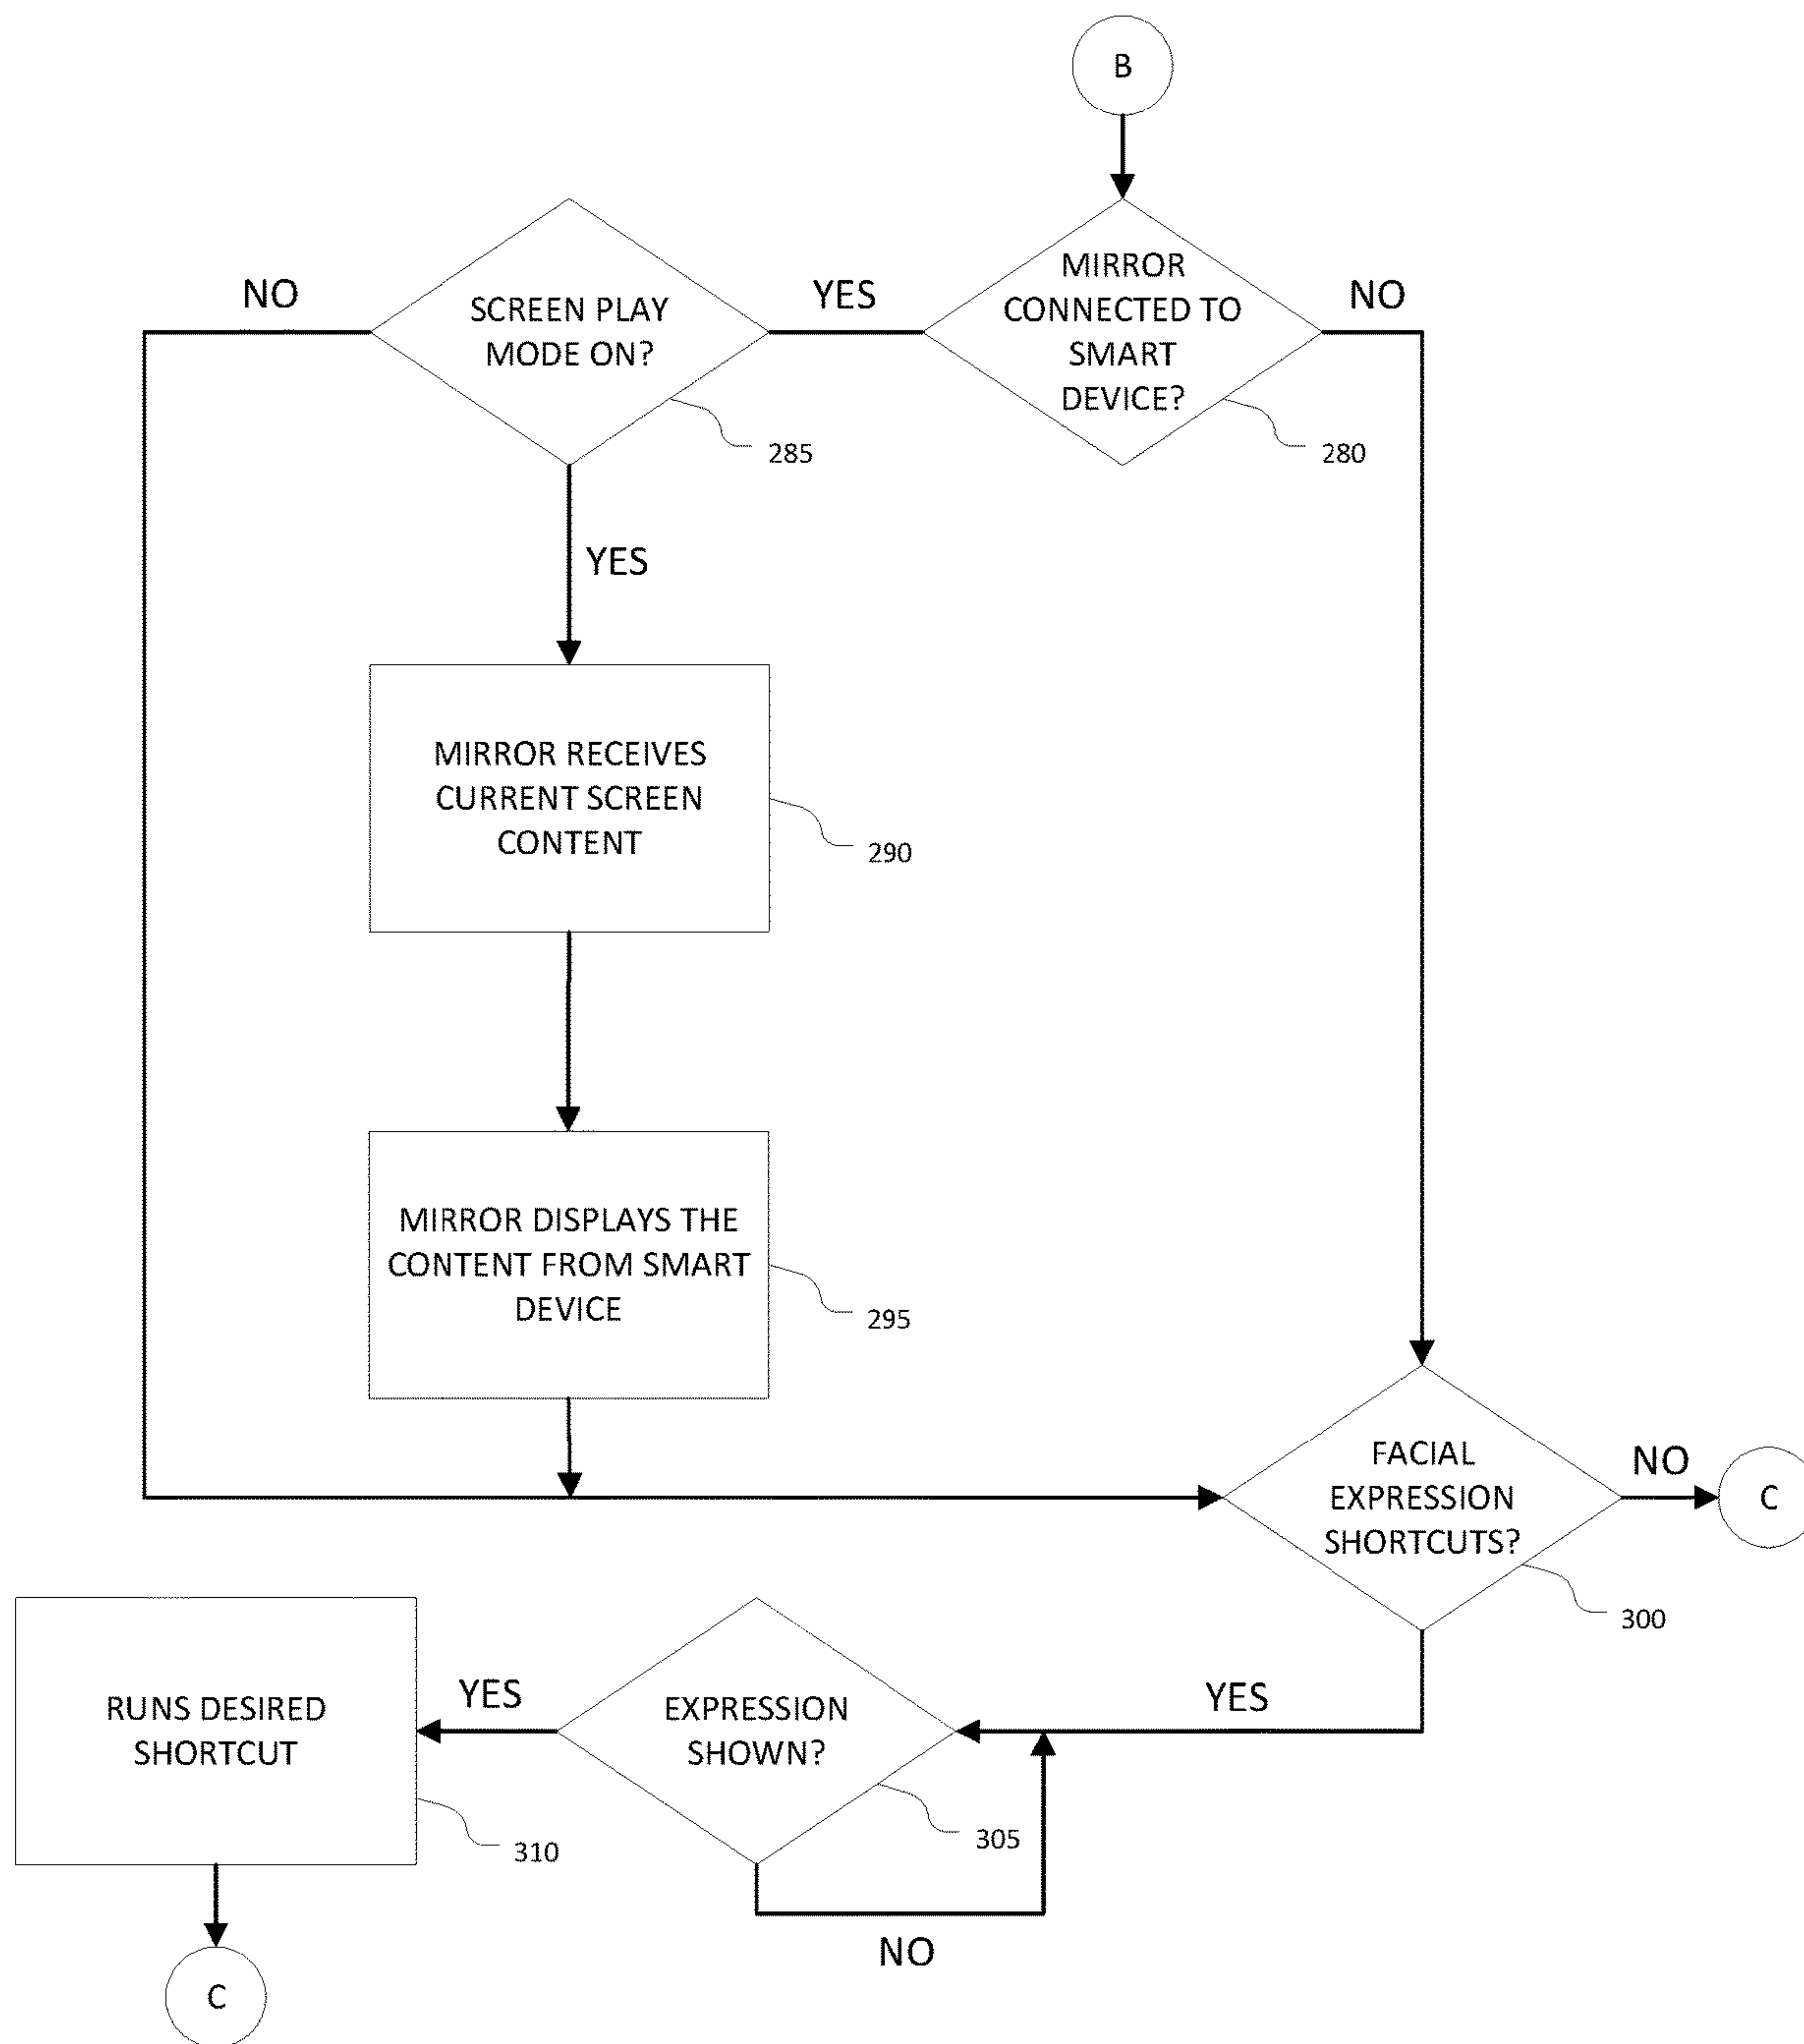 B
MIRROR
CONNECTED TO
SMART
DEVICE?
280
YES
NO
SCREEN PLAY
MODE ON?
285
NO
YES
MIRROR RECEIVES
CURRENT SCREEN
CONTENT
290
MIRROR DISPLAYS THE
CONTENT FROM SMART
DEVICE
295
FACIAL
EXPRESSION
SHORTCUTS?
300
NO
C
YES
EXPRESSION
SHOWN?
305
NO
YES
RUNS DESIRED
SHORTCUT
310
C